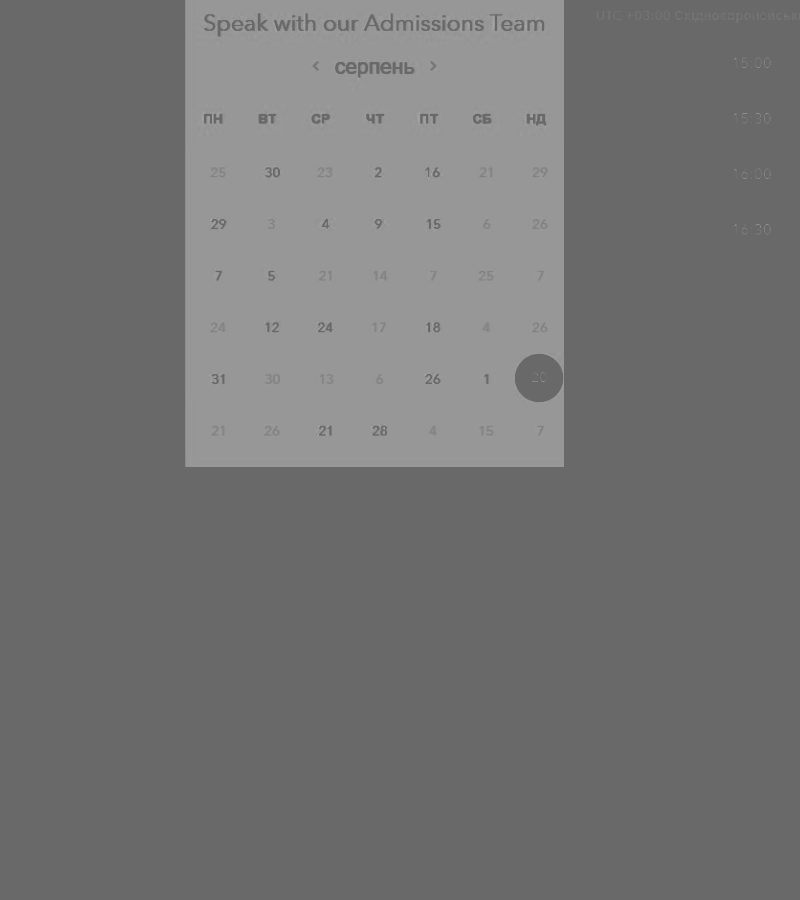 Speak with our Admissions Team
UTC +03:00 Східноєвропейськ
‹ серпень ›
15:00
ПН ВТ СР ЧТ ПТ СБ НД
15:30
25 30 23 2 16 21 29
16:00
29 3 4 9 15 6 26
16:30
7 5 21 14 7 25 7
24 12 24 17 18 4 26
31 30 13 6 26 1 20
21 26 21 28 4 15 7